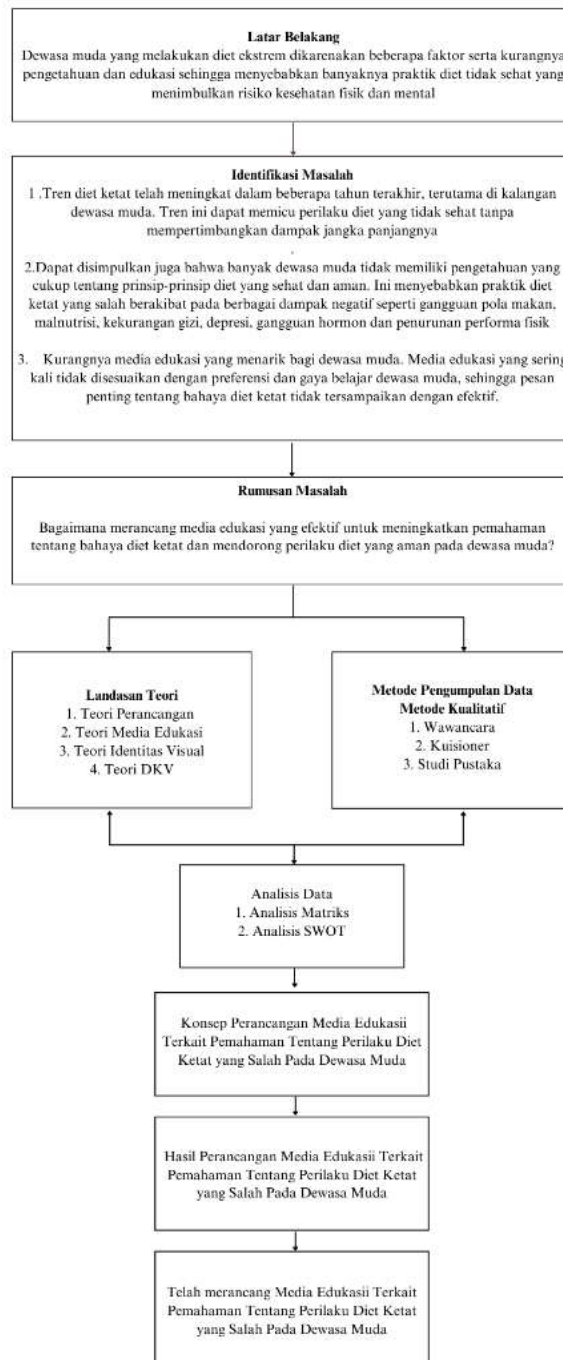 Latar Belakang
Dewasa muda yang melakukan diet ekstrem dikarenakan beberapa faktor serta kurangnya
pengetahuan dan edukasi sehingga menyebabkan banyaknya praktik diet tidak sehat yang
menimbulkan risiko kesehatan fisik dan mental
Identifikasi Masalah
1 .Tren diet ketat telah meningkat dalam beberapa tahun terakhir, terutama di kalangan
dewasa muda. Tren ini dapat memicu perilaku diet yang tidak sehat tanpa
mempertimbangkan dampak jangka panjangnya
.
2.Dapat disimpulkan juga bahwa banyak dewasa muda tidak memiliki pengetahuan yang
cukup tentang prinsip-prinsip diet yang sehat dan aman. Ini menyebabkan praktik diet
ketat yang salah berakibat pada berbagai dampak negatif seperti gangguan pola makan,
malnutrisi, kekurangan gizi, depresi, gangguan hormon dan penurunan performa fisik
3. Kurangnya media edukasi yang menarik bagi dewasa muda. Media edukasi yang sering
kali tidak disesuaikan dengan preferensi dan gaya belajar dewasa muda, sehingga pesan
penting tentang bahaya diet ketat tidak tersampaikan dengan efektif.
Rumusan Masalah
Bagaimana merancang media edukasi yang efektif untuk meningkatkan pemahaman
tentang bahaya diet ketat dan mendorong perilaku diet yang aman pada dewasa muda?
Landasan Teori
1. Teori Perancangan
2. Teori Media Edukasi
3. Teori Identitas Visual
4. Teori DKV
Metode Pengumpulan Data
Metode Kualitatif
1. Wawancara
2. Kuisioner
3. Studi Pustaka
Analisis Data
1. Analisis Matriks
2. Analisis SWOT
Konsep Perancangan Media Edukasii
Terkait Pemahaman Tentang Perilaku Diet
Ketat yang Salah Pada Dewasa Muda
Hasil Perancangan Media Edukasii Terkait
Pemahaman Tentang Perilaku Diet Ketat
yang Salah Pada Dewasa Muda
Telah merancang Media Edukasii Terkait
Pemahaman Tentang Perilaku Diet Ketat
yang Salah Pada Dewasa Muda